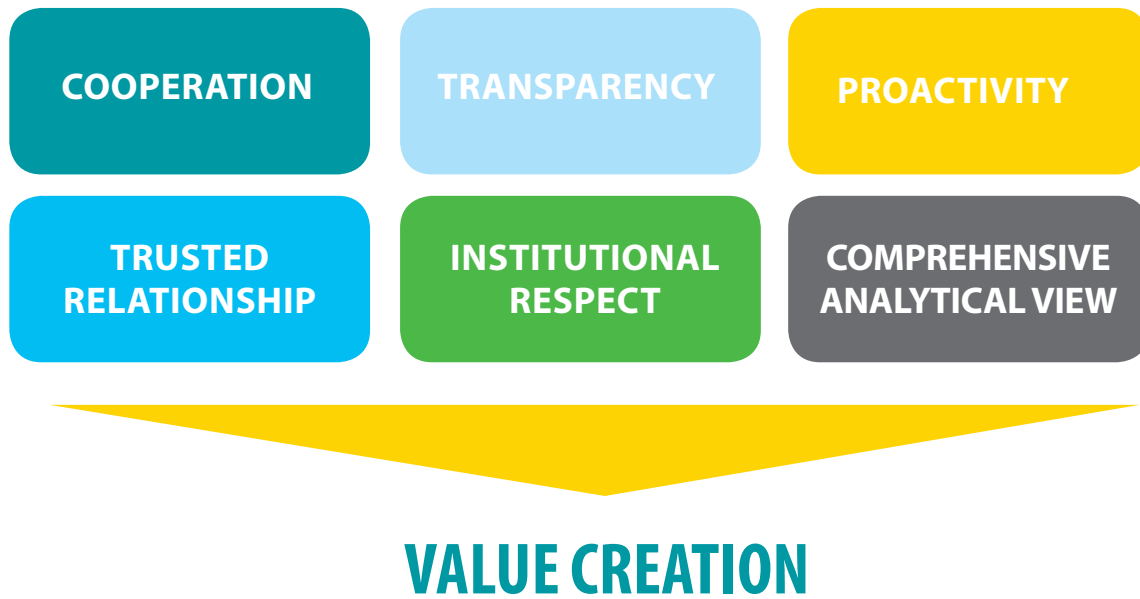 COOPERATION
TRANSPARENCY
PROACTIVITY
TRUSTED
RELATIONSHIP
INSTITUTIONAL
RESPECT
COMPREHENSIVE
ANALYTICAL VIEW
VALUE CREATION